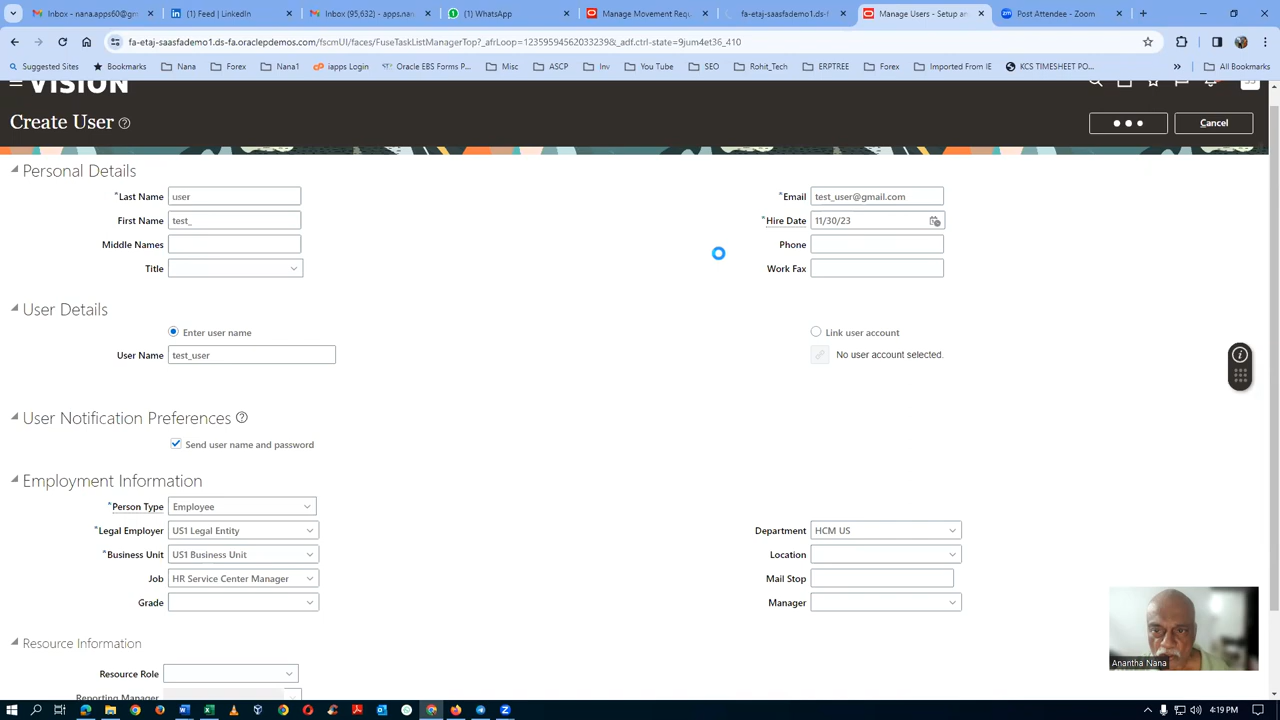 Inbox - nana.apps60@gm
(1) Feed | LinkedIn
Inbox (95,632) - apps.nan
(1) WhatsApp
Manage Movement Requ
fa-etaj-saasfademo1.ds-f
Manage Users - Setup an
Post Attendee - Zoom
fa-etaj-saasfademo1.ds-fa.oraclepdemos.com/fscmUI/faces/FuseTaskListManagerTop?_afrLoop=1235955945620332339&_adf.ctrl-state=9jum4et36_410
Suggested Sites
Bookmarks
Nana
Forex
Nana1
iapps Login
Oracle EBS Forms P...
Misc
ASCP
Inv
You Tube
SEO
Rohit_Tech
ERPTREE
Forex
Imported From IE
KCS TIMESHEET PO...
»
All Bookmarks
VISION
Create User
Cancel
Personal Details
*Last Name user
*Email test_user@gmail.com
First Name test_
*Hire Date 11/30/23
Middle Names
Phone
Title
Work Fax
User Details
Enter user name
Link user account
User Name test_user
No user account selected.
User Notification Preferences
Send user name and password
Employment Information
*Person Type Employee
*Legal Employer US1 Legal Entity
Department HCM US
*Business Unit US1 Business Unit
Location
Job HR Service Center Manager
Mail Stop
Grade
Manager
Anantha Nana
Resource Information
Resource Role
Reporting Manager
4:19 PM